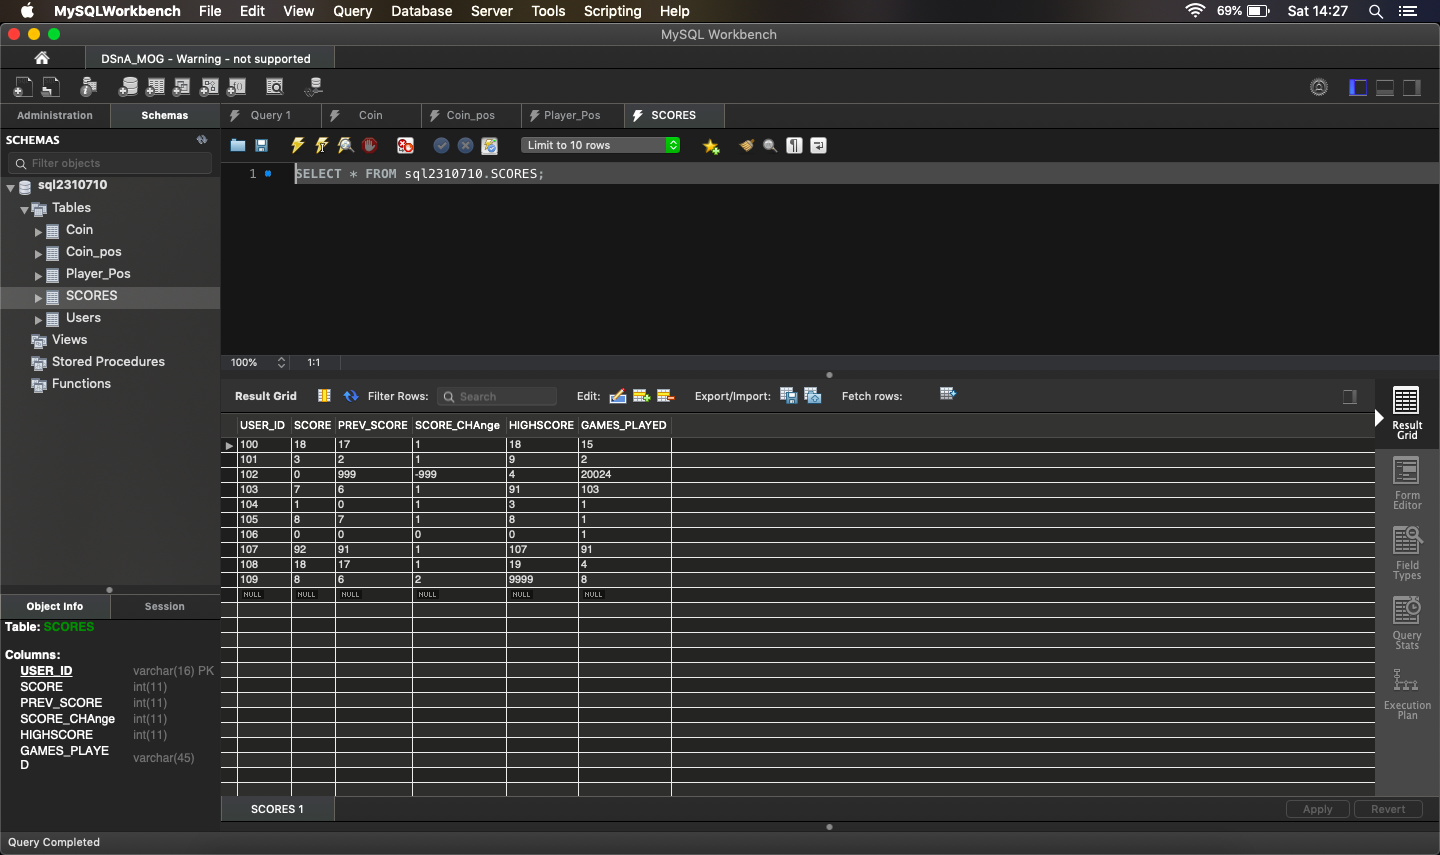 MySQLWorkbench File Edit View Query Database Server Tools Scripting Help 69% Sat 14:27
MySQL Workbench
DSnA_MOG - Warning - not supported
Administration Schemas Query 1 Coin Coin_pos Player_Pos SCORES
SCHEMAS
Limit to 10 rows
Filter objects
1 SELECT * FROM sql2310710.SCORES;
sql2310710
Tables
Coin
Coin_pos
Player_Pos
SCORES
Users
Views
Stored Procedures
Functions
100% 1:1
Result Grid Filter Rows: Search Edit: Export/Import: Fetch rows:
USER_ID SCORE PREV_SCORE SCORE_CHAnge HIGHSCORE GAMES_PLAYED
100 18 17 1 18 15
101 3 2 1 9 2
102 0 999 -999 4 20024
103 7 6 1 91 103
104 1 0 1 3 1
105 8 7 1 8 1
106 0 0 0 0 1
107 92 91 1 107 91
108 18 17 1 19 4
109 8 6 2 9999 8
NULL NULL NULL NULL NULL NULL
Result
Grid
Form
Editor
Field
Types
Query
Stats
Execution
Plan
Object Info Session
Table: SCORES
Columns:
USER_ID varchar(16) PK
SCORE int(11)
PREV_SCORE int(11)
SCORE_CHAnge int(11)
HIGHSCORE int(11)
GAMES_PLAYE
D varchar(45)
SCORES 1 Apply Revert
Query Completed